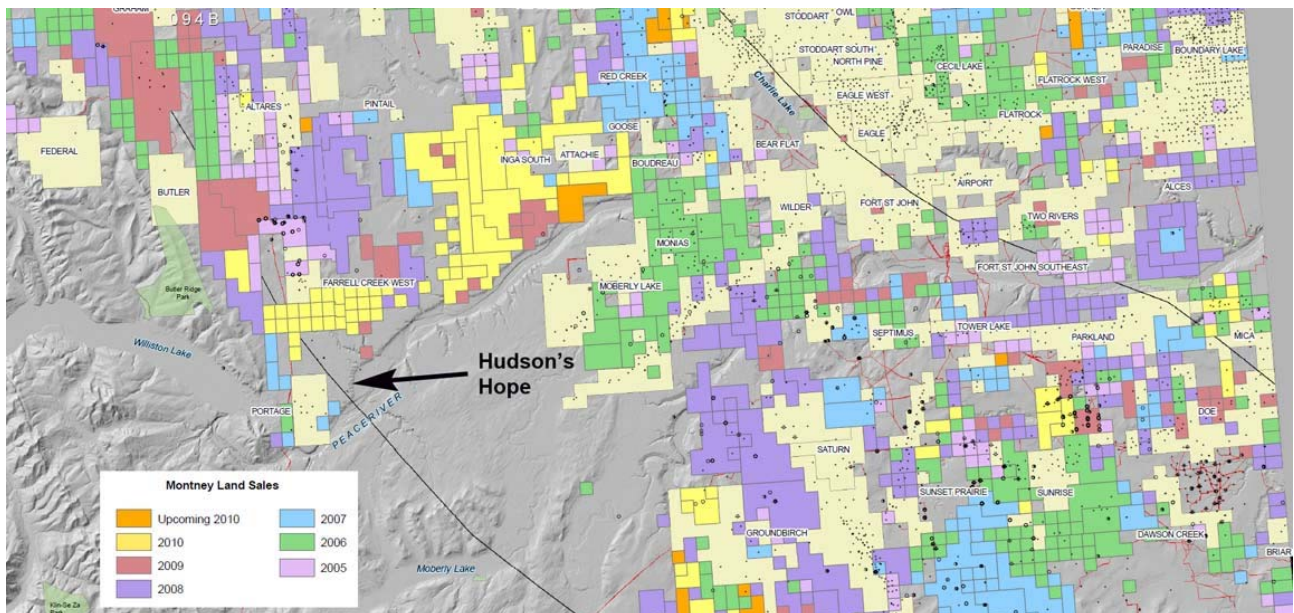 GRAHAM
094B
STODDART
OWL
STODDART SOUTH
NORTH PINE
CECIL LAKE
PARADISE
BOUNDARY LAKE
RED CREEK
FLATROCK WEST
ALTARES
PINTAIL
Charlie Lake
EAGLE WEST
FLATROCK
GOOSE
EAGLE
FEDERAL
INGA SOUTH
ATTACHIE
BOUDREAU
BEAR FLAT
AIRPORT
ALCES
BUTLER
WILDER
FORT ST JOHN
TWO RIVERS
MONIAS
FORT ST JOHN SOUTHEAST
Butler Ridge
Park
FARRELL CREEK WEST
MOBERLY LAKE
SEPTIMUS
TOWER LAKE
PARKLAND
MICA
Williston Lake
Hudson's
Hope
PORTAGE
PEACE RIVER
DOE
SATURN
SUNSET PRAIRIE
SUNRISE
GROUNDBIRCH
DAWSON CREEK
BRIAR
Moberly Lake
Klin-Se Za
Montney Land Sales
Upcoming 2010
2010
2009
2008
2007
2006
2005